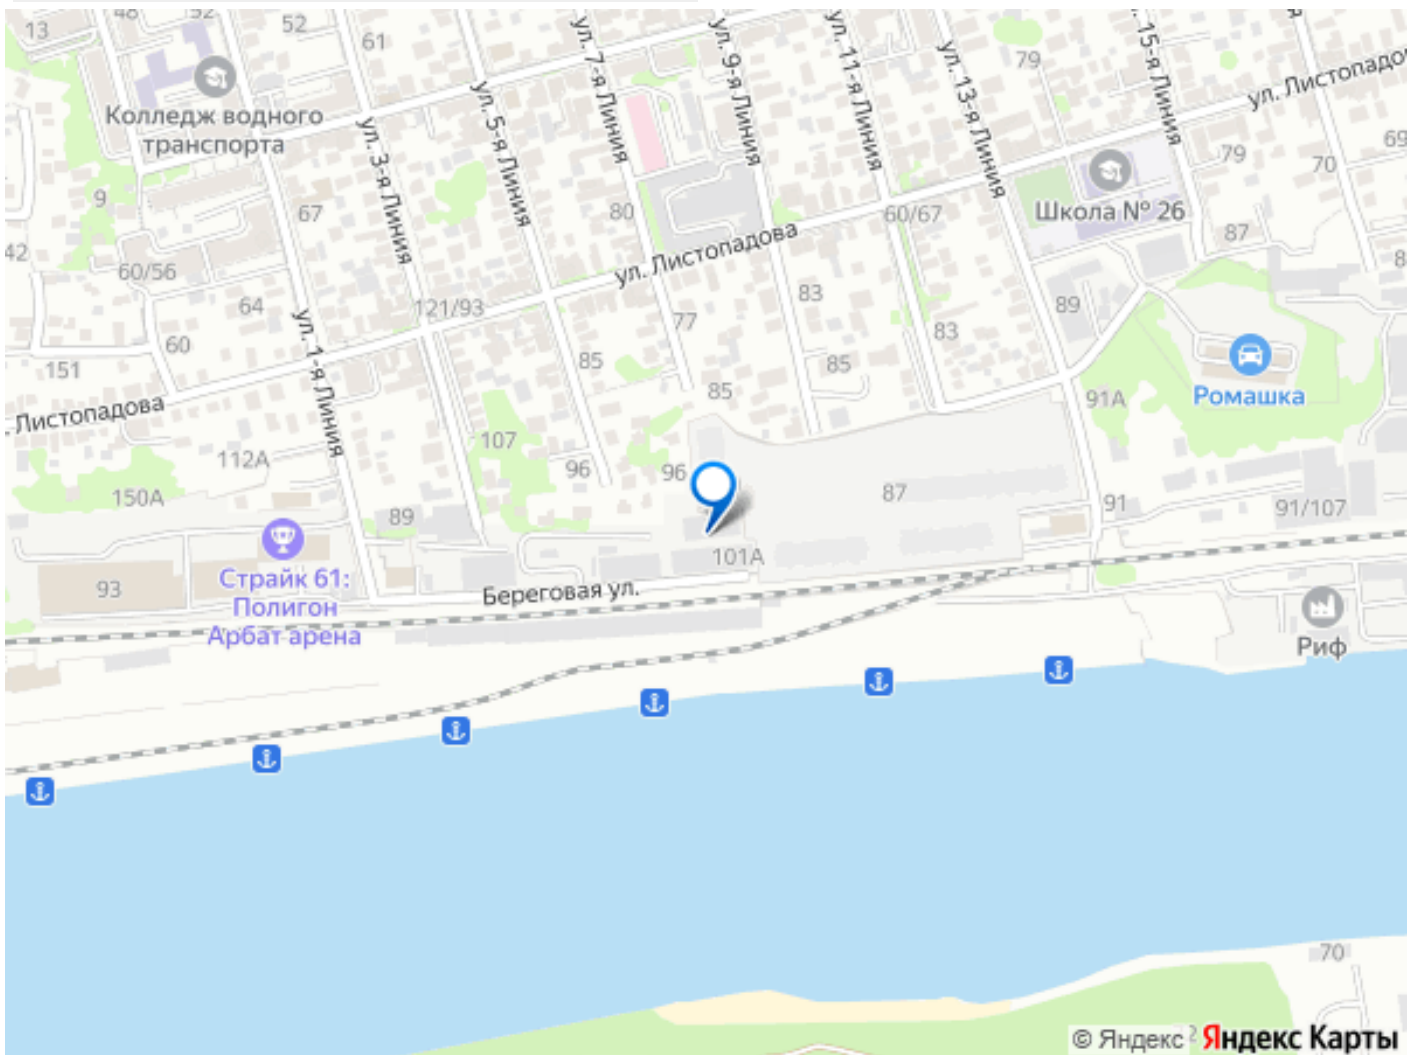 13
48
52
52
61
ул. 7-я Линия
ул. 9-я Линия
ул. 11-я Линия
ул. 13-я Линия
15-я Линия
79
ул. Листопадо
Колледж водного
транспорта
ул. 3-я Линия
ул. 5-я Линия
69
79
70
9
67
80
60/67
Школа № 26
87
42
60/56
64
ул. Листопадова
121/93
83
77
83
89
8
60
151
ул. 1-я Линия
85
85
85
Ромашка
91А
Листопадова
107
112А
96
96
150А
87
91
91/107
89
101А
Страйк 61:
Полигон
Арбат арена
93
Береговая ул.
Риф
70
© Яндекс
2
Яндекс Карты